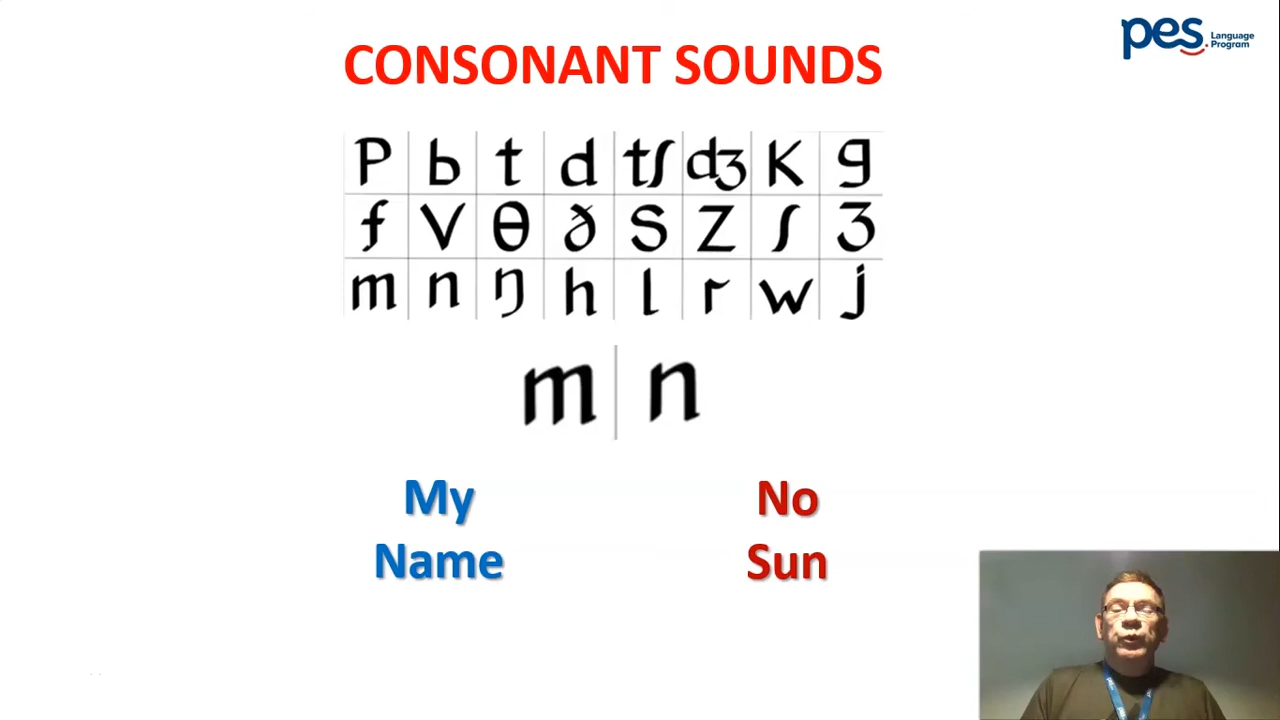 pes. Language
Program
CONSONANT SOUNDS
P b t d tʃ dʒ K g
f V θ ð S Z ʃ Ʒ
m n ŋ h l r w j
m n
My No
Name Sun